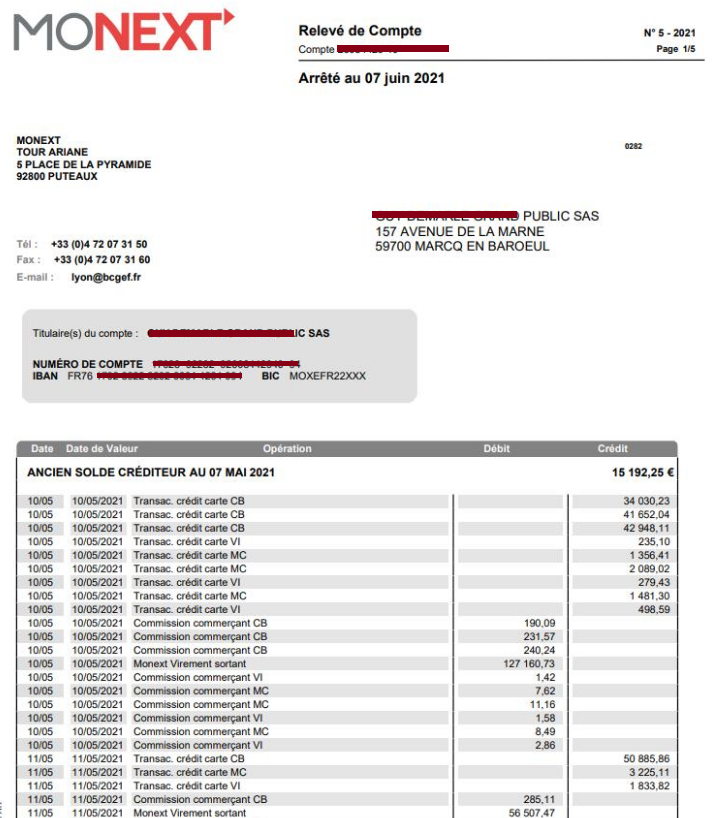 MONEXT
Relevé de Compte
N° 5 - 2021
Compte
Page 1/5
Arrêté au 07 juin 2021
MONEXT
TOUR ARIANE
5 PLACE DE LA PYRAMIDE
92800 PUTEAUX
0282
PUBLIC SAS
157 AVENUE DE LA MARNE
59700 MARCQ EN BAROEUL
Tél : +33 (0)4 72 07 31 50
Fax : +33 (0)4 72 07 31 60
E-mail : lyon@bcgef.fr
Titulaire(s) du compte : IC SAS
NUMÉRO DE COMPTE
IBAN FR76 BIC MOXEFR22XXX
Date Date de Valeur Opération Débit Crédit
ANCIEN SOLDE CRÉDITEUR AU 07 MAI 2021 15 192,25 €
10/05 10/05/2021 Transac. crédit carte CB 34 030,23
10/05 10/05/2021 Transac. crédit carte CB 41 652,04
10/05 10/05/2021 Transac. crédit carte CB 42 948,11
10/05 10/05/2021 Transac. crédit carte VI 235,10
10/05 10/05/2021 Transac. crédit carte MC 1 356,41
10/05 10/05/2021 Transac. crédit carte MC 2 089,02
10/05 10/05/2021 Transac. crédit carte VI 279,43
10/05 10/05/2021 Transac. crédit carte MC 1 481,30
10/05 10/05/2021 Transac. crédit carte VI 498,59
10/05 10/05/2021 Commission commerçant CB 190,09
10/05 10/05/2021 Commission commerçant CB 231,57
10/05 10/05/2021 Commission commerçant CB 240,24
10/05 10/05/2021 Monext Virement sortant 127 160,73
10/05 10/05/2021 Commission commerçant VI 1,42
10/05 10/05/2021 Commission commerçant MC 7,62
10/05 10/05/2021 Commission commerçant MC 11,16
10/05 10/05/2021 Commission commerçant VI 1,58
10/05 10/05/2021 Commission commerçant MC 8,49
10/05 10/05/2021 Commission commerçant VI 2,86
11/05 11/05/2021 Transac. crédit carte CB 50 885,86
11/05 11/05/2021 Transac. crédit carte MC 3 225,11
11/05 11/05/2021 Transac. crédit carte VI 1 833,82
11/05 11/05/2021 Commission commerçant CB 285,11
11/05 11/05/2021 Monext Virement sortant 56 507,47